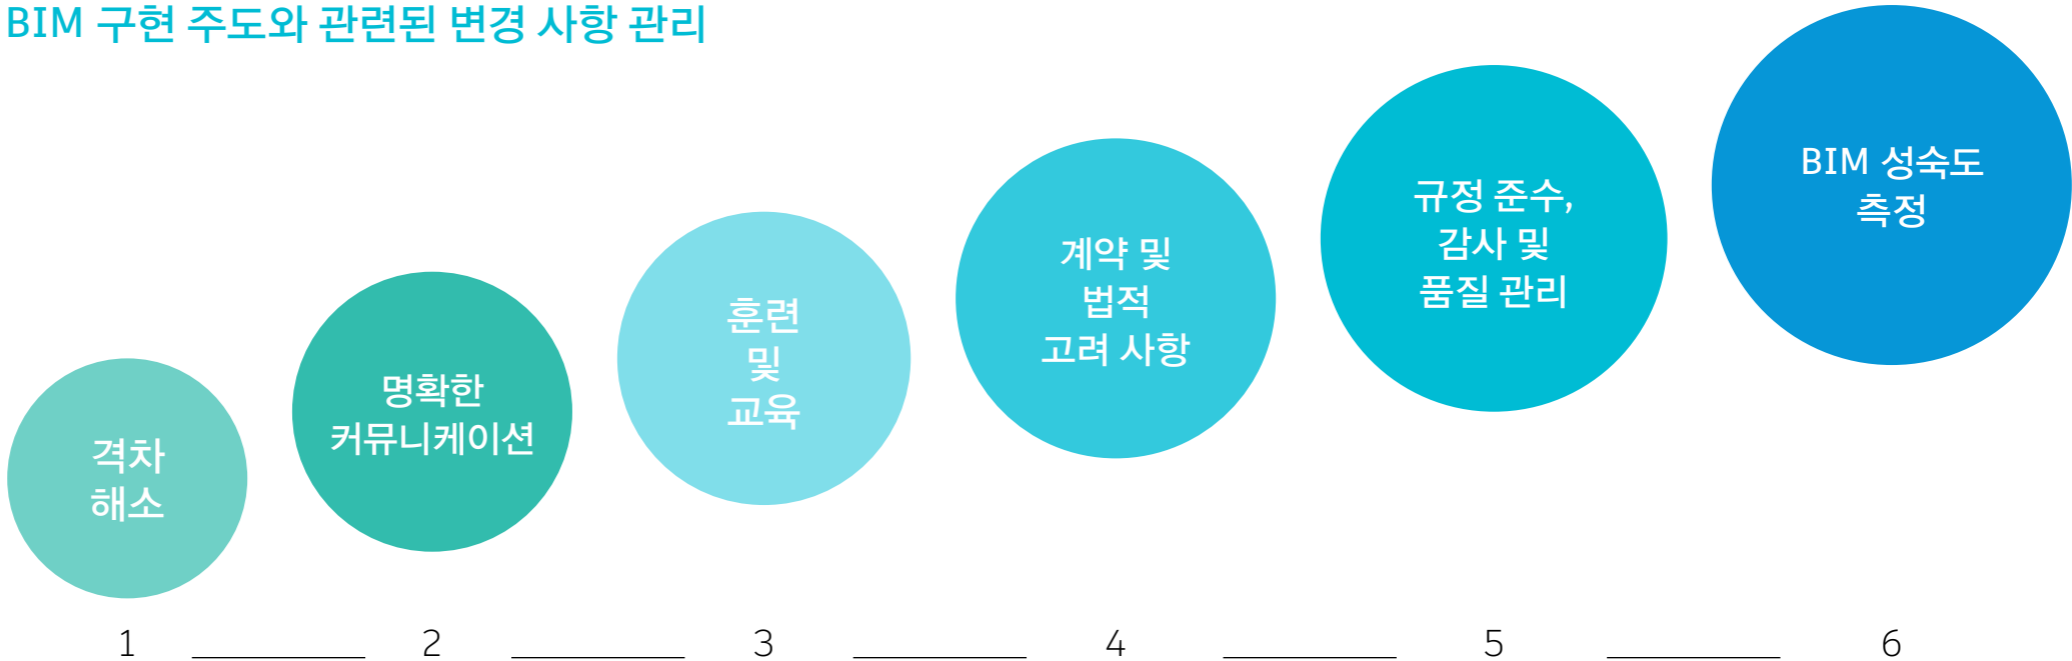 BIM 구현 주도와 관련된 변경 사항 관리
격차
해소
명확한
커뮤니케이션
훈련
및
교육
계약 및
법적
고려 사항
규정 준수,
감사 및
품질 관리
BIM 성숙도
측정
1 2 3 4 5 6